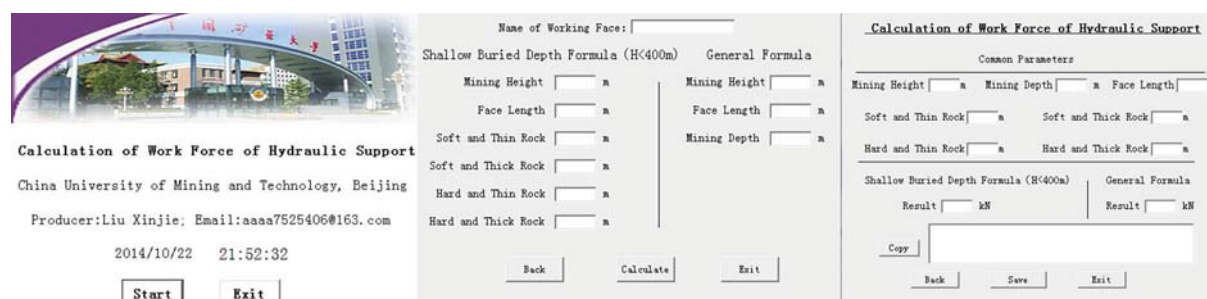 Calculation of Work Force of Hydraulic Support
China University of Mining and Technology, Beijing
Producer:Liu Xinjie; Email:aaaa7525406@163.com
2014/10/22 21:52:32
Start Exit
Name of Working Face:
Shallow Buried Depth Formula (H<400m) General Formula
Mining Height m Mining Height m
Face Length m Face Length m
Soft and Thin Rock m Mining Depth m
Soft and Thick Rock m
Hard and Thin Rock m
Hard and Thick Rock m
Back Calculate Exit
Calculation of Work Force of Hydraulic Support
Common Parameters
Mining Height m Mining Depth m Face Length
Soft and Thin Rock m Soft and Thick Rock m
Hard and Thin Rock m Hard and Thick Rock m
Shallow Buried Depth Formula (H<400m) General Formula
Result kN Result kN
Copy
Back Save Exit